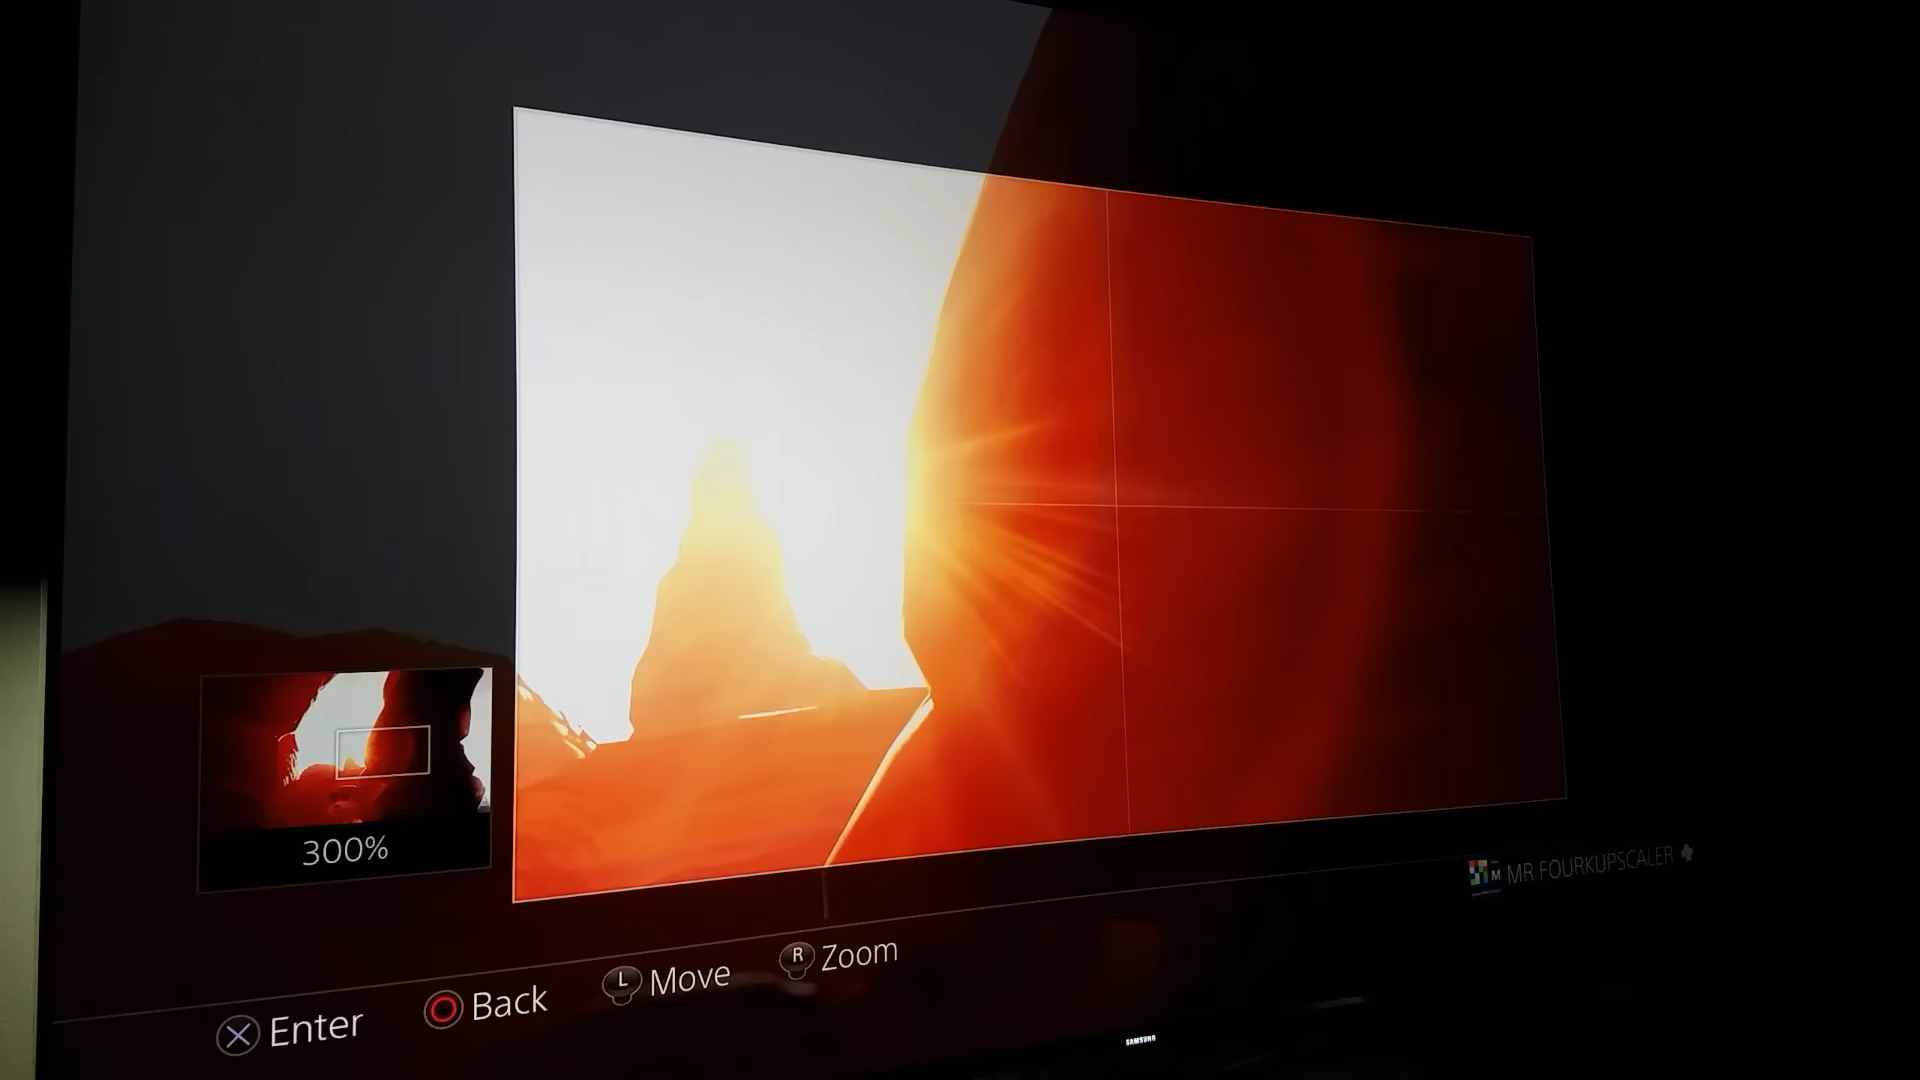 300%
M MR FOURKUPSCALER
Enter
Back
L Move
R Zoom
SAMSUNG